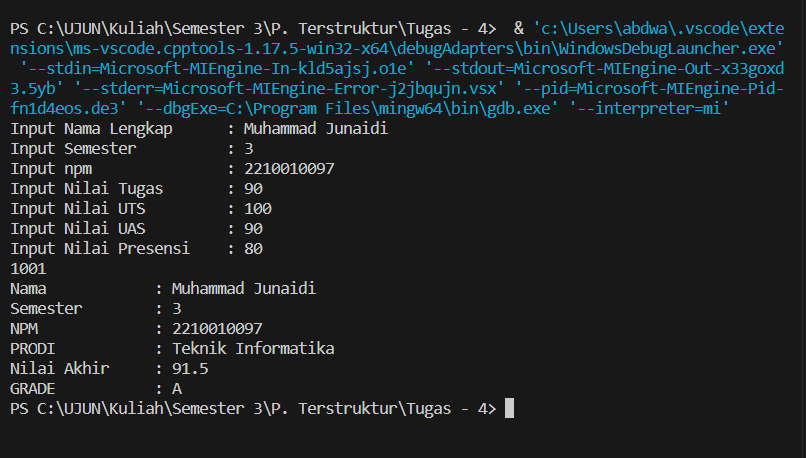 PS C:\UJUN\Kuliah\Semester 3\P. Terstruktur\Tugas - 4>  & 'c:\Users\abdwa\.vscode\exte
nsions\ms-vscode.cpptools-1.17.5-win32-x64\debugAdapters\bin\WindowsDebugLauncher.exe'
 '--stdin=Microsoft-MIEngine-In-kld5ajsj.o1e' '--stdout=Microsoft-MIEngine-Out-x33goxd
3.5yb' '--stderr=Microsoft-MIEngine-Error-j2jbqujn.vsx' '--pid=Microsoft-MIEngine-Pid-
fn1d4eos.de3' '--dbgExe=C:\Program Files\mingw64\bin\gdb.exe' '--interpreter=mi'
Input Nama Lengkap     : Muhammad Junaidi
Input Semester         : 3
Input npm              : 2210010097
Input Nilai Tugas      : 90
Input Nilai UTS        : 100
Input Nilai UAS        : 90
Input Nilai Presensi   : 80
1001
Nama            : Muhammad Junaidi
Semester        : 3
NPM             : 2210010097
PRODI           : Teknik Informatika
Nilai Akhir     : 91.5
GRADE           : A
PS C:\UJUN\Kuliah\Semester 3\P. Terstruktur\Tugas - 4>